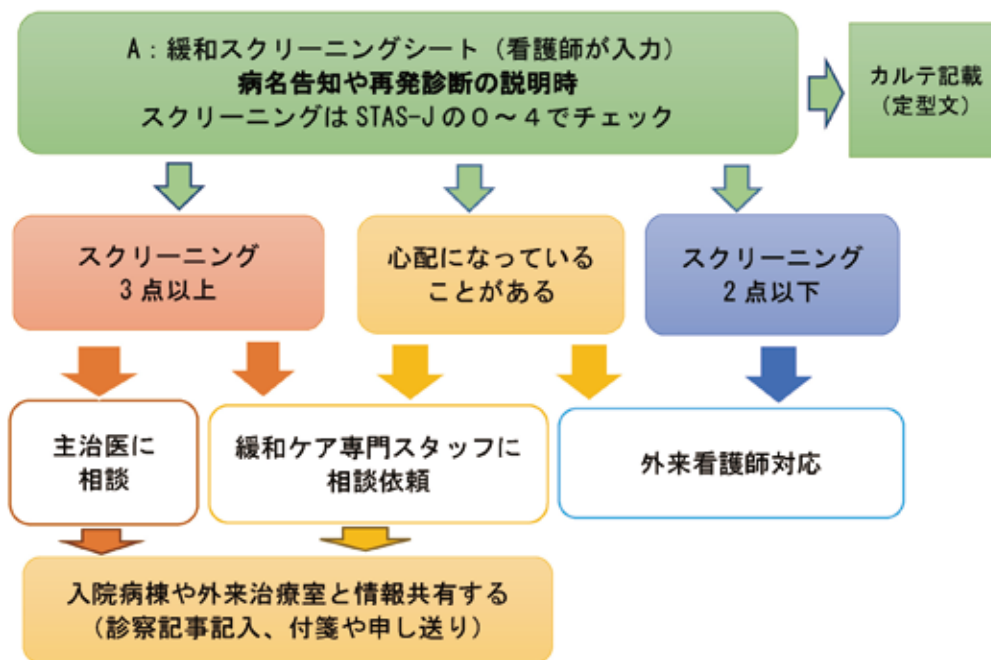 A：緩和スクリーニングシート（看護師が入力）
病名告知や再発診断の説明時
スクリーニングは STAS-J の０～４でチェック
カルテ記載
（定型文）
スクリーニング
３点以上
心配になっている
ことがある
スクリーニング
２点以下
主治医に
相談
緩和ケア専門スタッフに
相談依頼
外来看護師対応
入院病棟や外来治療室と情報共有する
（診察記事記入、付箋や申し送り）